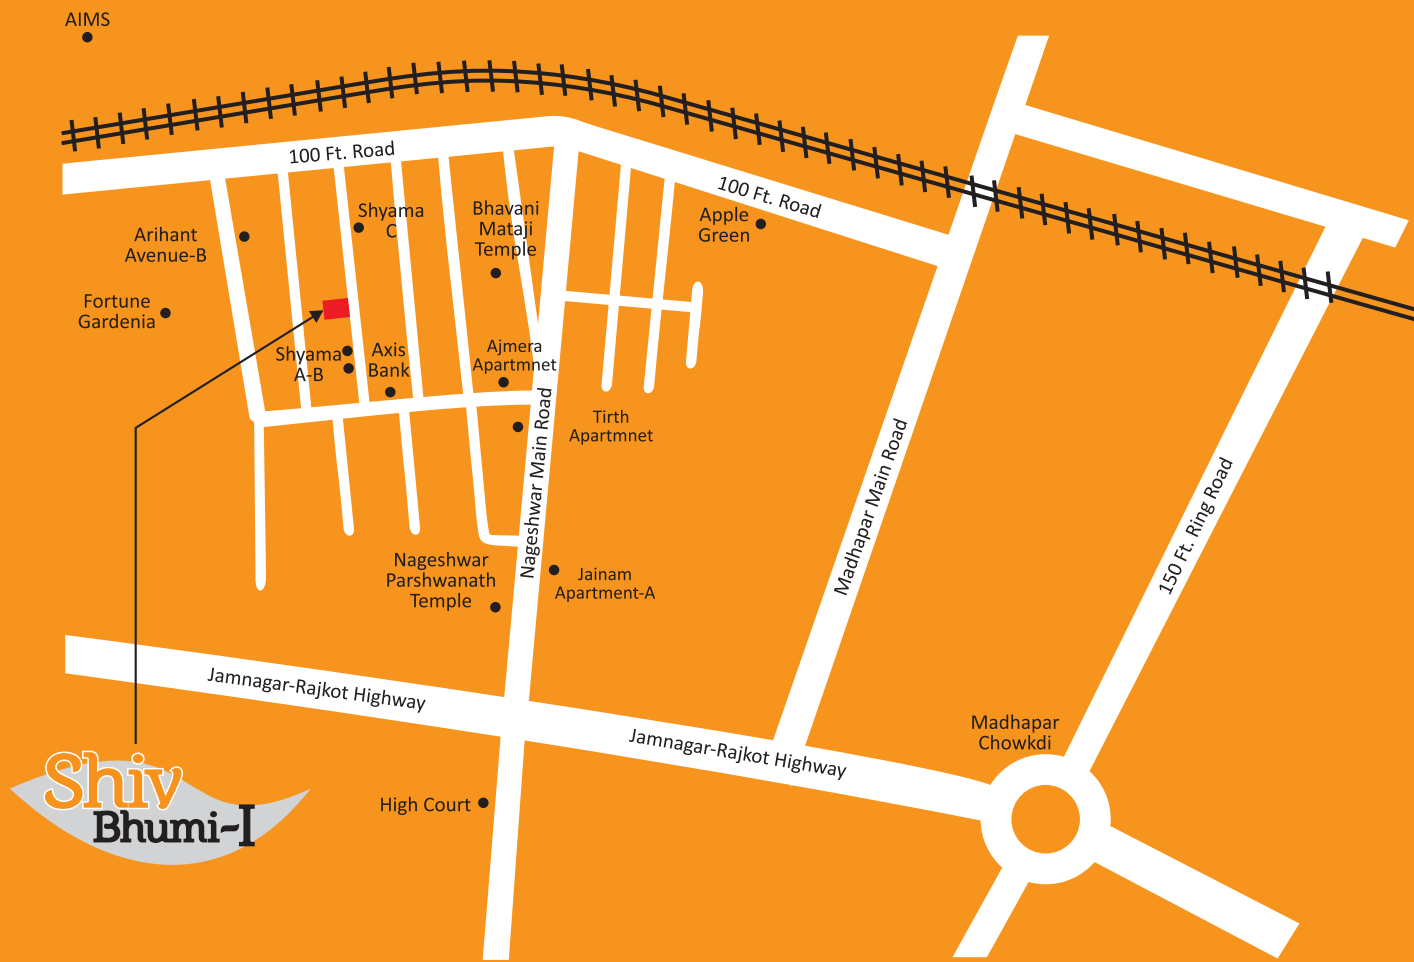 AIMS
100 Ft. Road
100 Ft. Road
Shyama
C
Bhavani
Mataji
Temple
Apple
Green
Arihant
Avenue-B
Fortune
Gardenia
Shyama
A-B
Axis
Bank
Ajmera
Apartmnet
Tirth
Apartmnet
Nageshwar Main Road
Madhapar Main Road
150 Ft. Ring Road
Nageshwar
Parshwanath
Temple
Jainam
Apartment-A
Jamnagar-Rajkot Highway
Jamnagar-Rajkot Highway
Madhapar
Chowkdi
High Court
Shiv
Bhumi-I